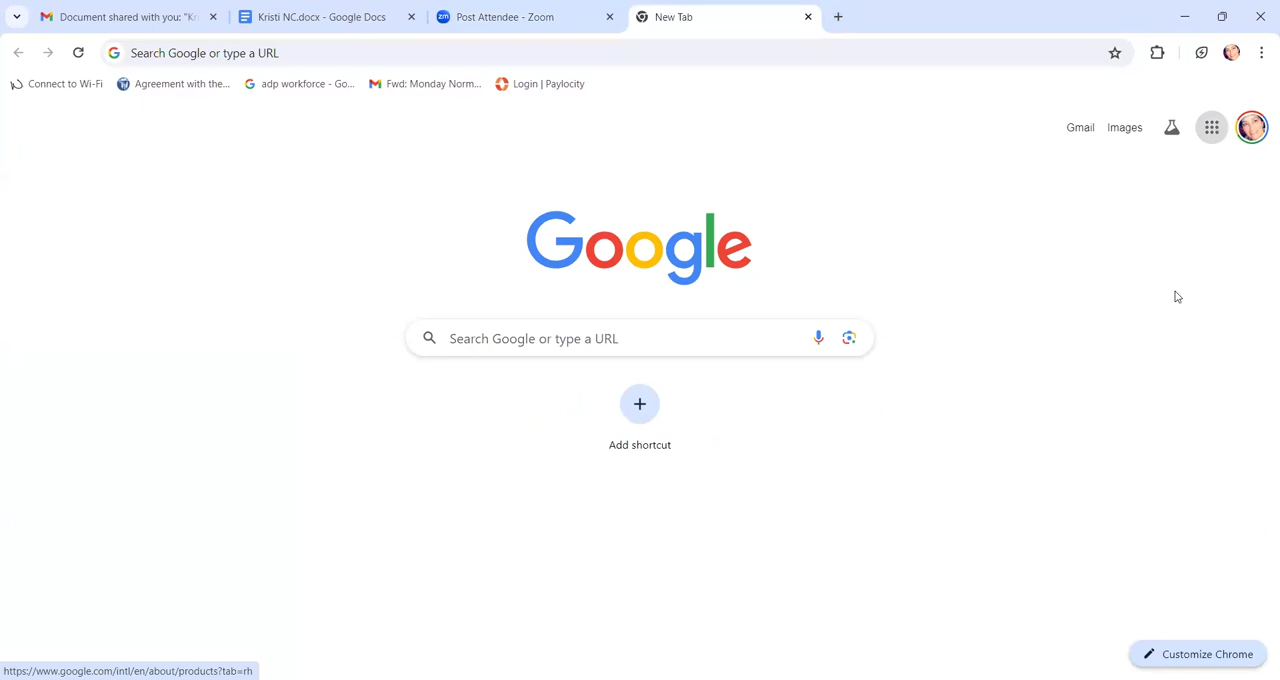 Document shared with you: "Kri
Kristi NC.docx - Google Docs
zm
Post Attendee - Zoom
New Tab
Search Google or type a URL
Connect to Wi-Fi
Agreement with the...
adp workforce - Go...
Fwd: Monday Norm...
Login | Paylocity
Gmail
Images
Google
Search Google or type a URL
Add shortcut
Customize Chrome
https://www.google.com/intl/en/about/products?tab=rh